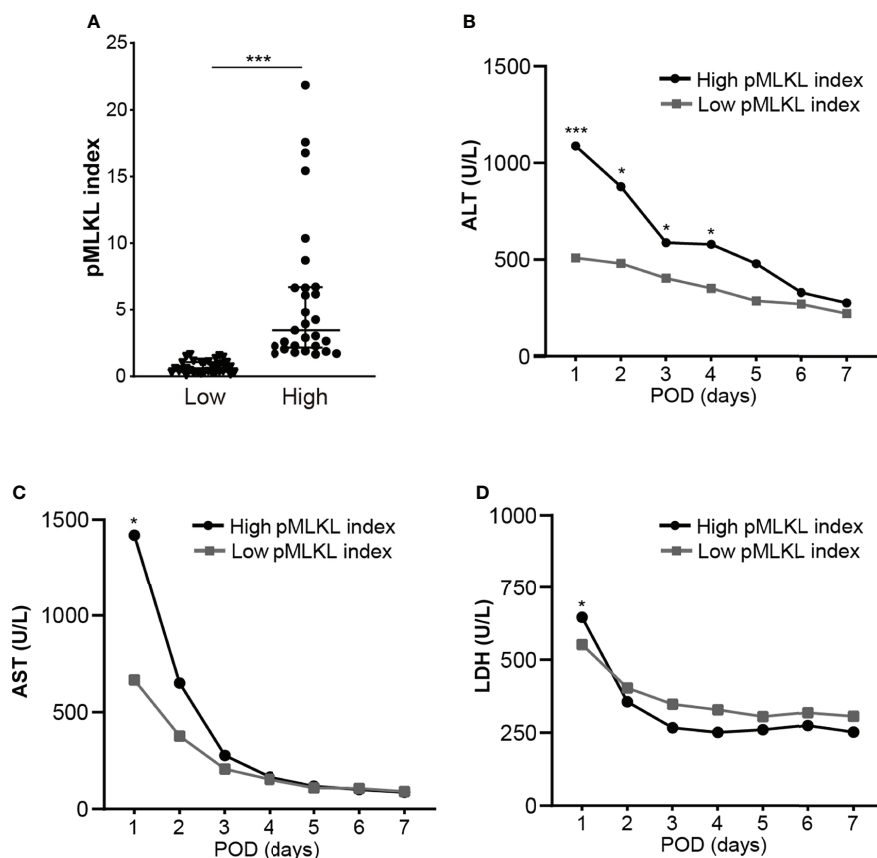 A
25
20
15
10
5
0
pMLKL index
***
Low High
B
1500
1000
500
0
ALT (U/L)
High pMLKL index
Low pMLKL index
***
*
*
*
1 2 3 4 5 6 7
POD (days)
C
1500
1000
500
0
AST (U/L)
High pMLKL index
Low pMLKL index
*
1 2 3 4 5 6 7
POD (days)
D
1000
750
500
250
0
LDH (U/L)
High pMLKL index
Low pMLKL index
*
1 2 3 4 5 6 7
POD (days)